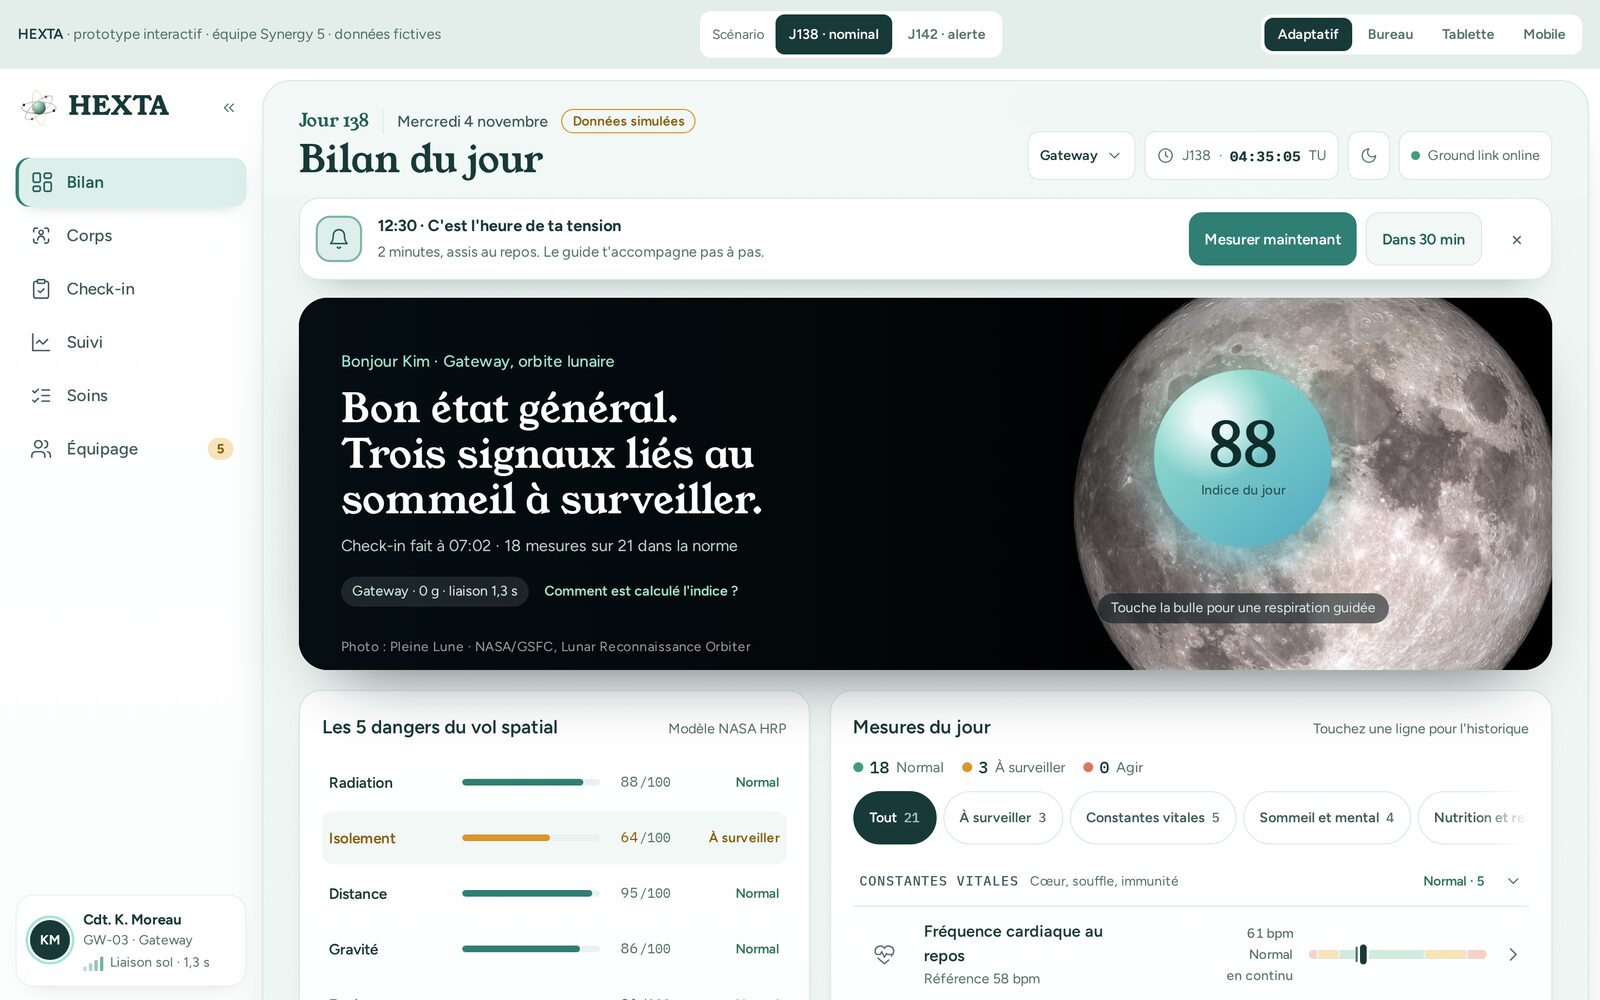 HEXTA · prototype interactif · équipe Synergy 5 · données fictives
Scénario
J138 · nominal
J142 · alerte
Adaptatif
Bureau
Tablette
Mobile
HEXTA
Bilan
Corps
Check-in
Suivi
Soins
Équipage
5
KM
Cdt. K. Moreau
GW-03 · Gateway
Liaison sol · 1,3 s
Jour 138
Mercredi 4 novembre
Données simulées
Bilan du jour
Gateway
J138 · 04:35:05 TU
Ground link online
12:30 · C'est l'heure de ta tension
2 minutes, assis au repos. Le guide t'accompagne pas à pas.
Mesurer maintenant
Dans 30 min
Bonjour Kim · Gateway, orbite lunaire
Bon état général.
Trois signaux liés au
sommeil à surveiller.
Check-in fait à 07:02 · 18 mesures sur 21 dans la norme
Gateway · 0 g · liaison 1,3 s
Comment est calculé l'indice ?
Photo : Pleine Lune · NASA/GSFC, Lunar Reconnaissance Orbiter
88
Indice du jour
Touche la bulle pour une respiration guidée
Les 5 dangers du vol spatial
Modèle NASA HRP
Radiation
88/100
Normal
Isolement
64/100
À surveiller
Distance
95/100
Normal
Gravité
86/100
Normal
Mesures du jour
Touchez une ligne pour l'historique
18 Normal
3 À surveiller
0 Agir
Tout 21
À surveiller 3
Constantes vitales 5
Sommeil et mental 4
Nutrition et
CONSTANTES VITALES
Cœur, souffle, immunité
Normal · 5
Fréquence cardiaque au
repos
Référence 58 bpm
61 bpm
Normal
en continu